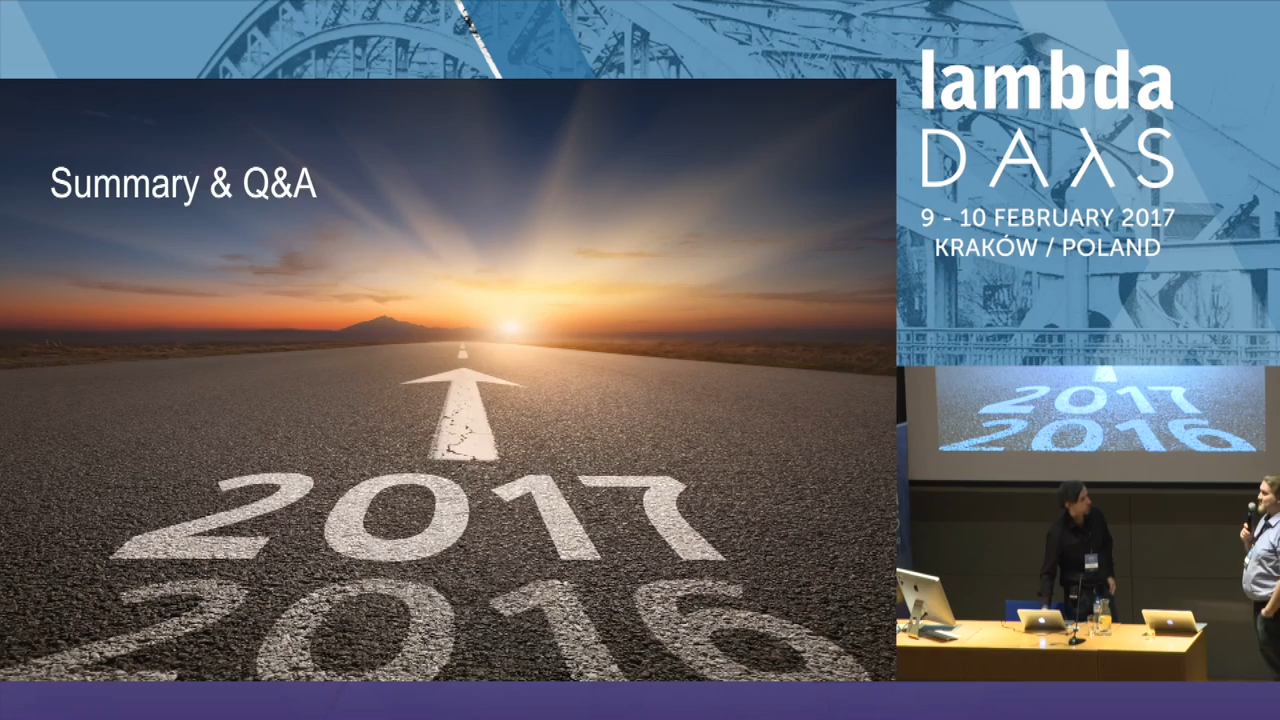 Summary & Q&A
2017
2016
lambda
DAλS
9 - 10 FEBRUARY 2017
KRAKÓW / POLAND
2017
2016